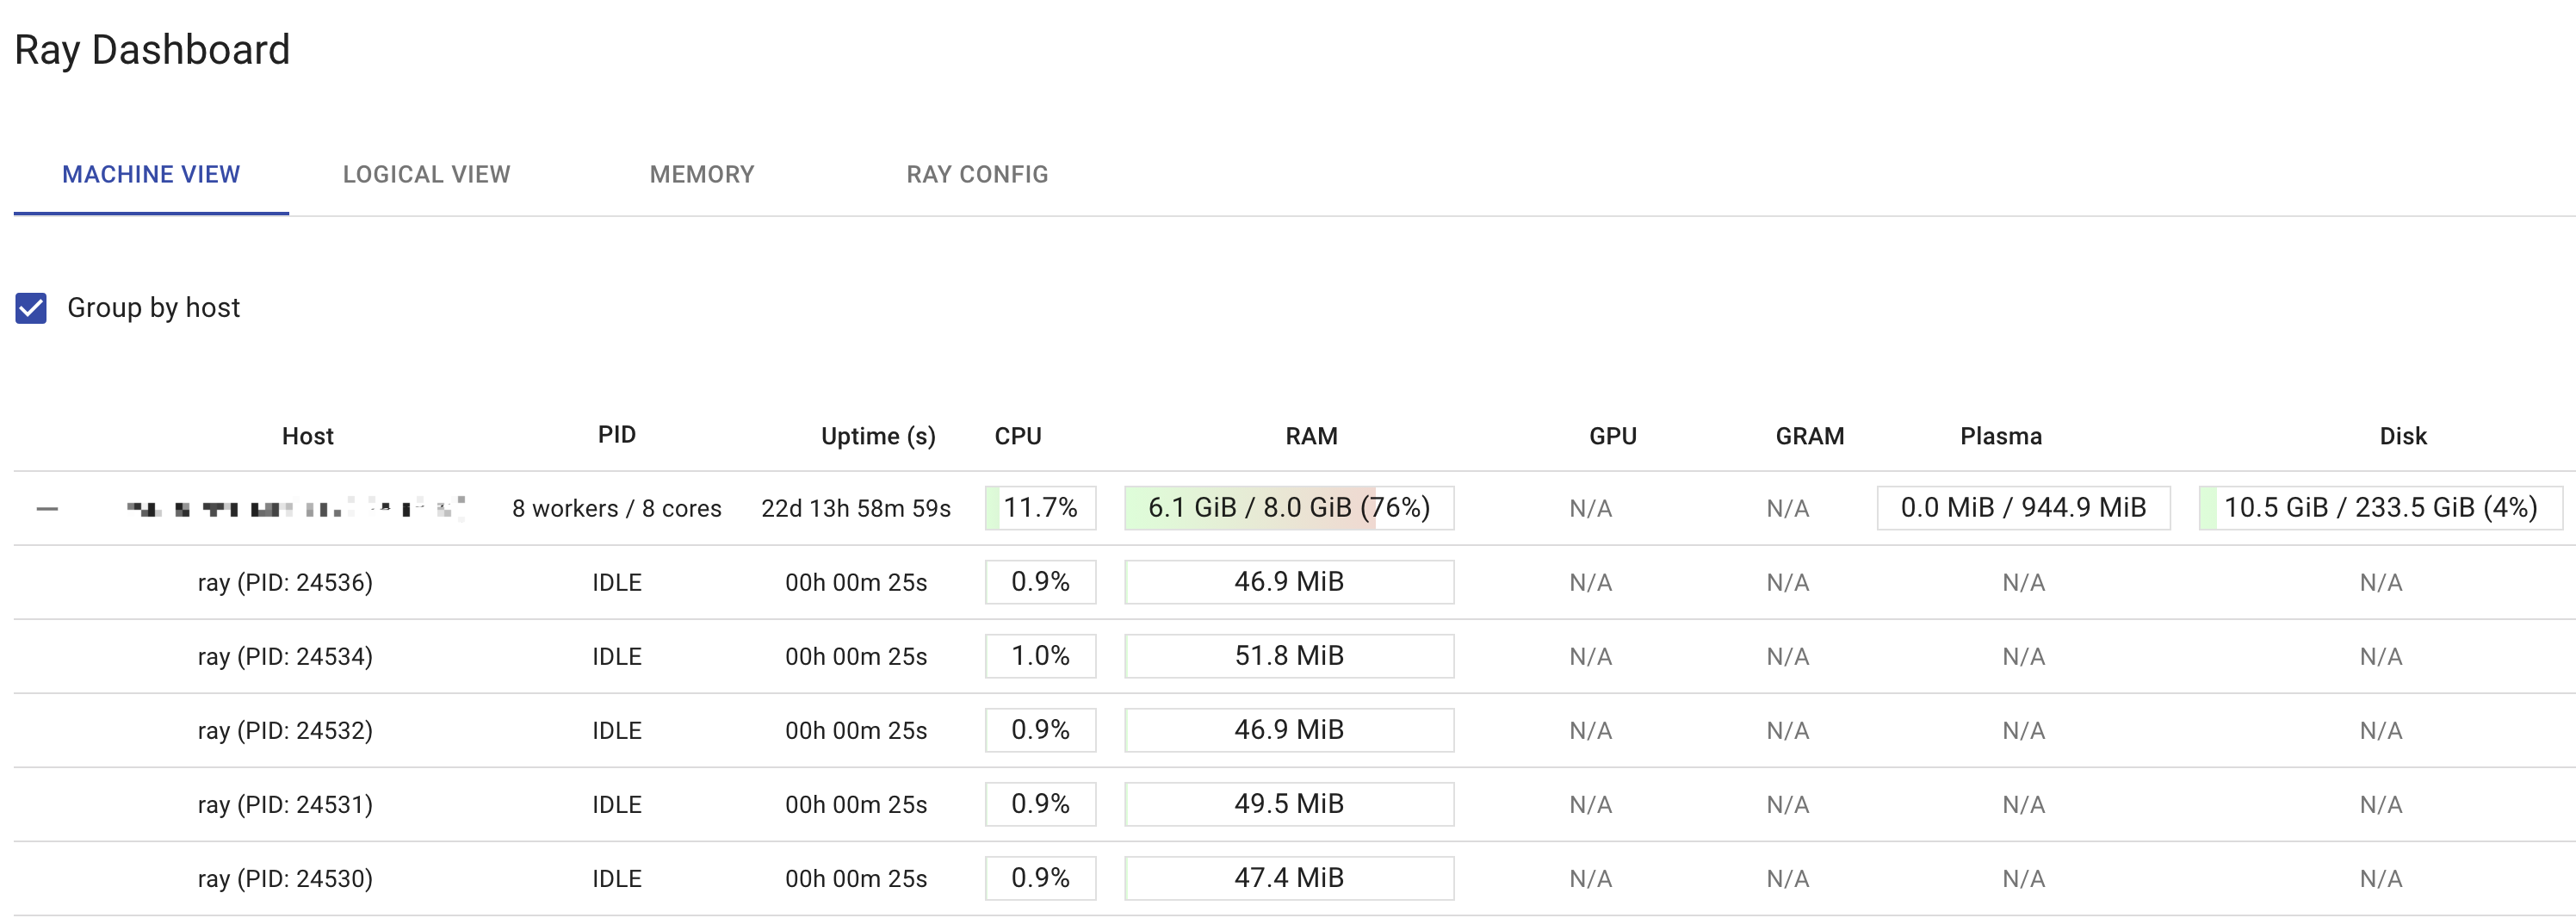 Ray Dashboard
MACHINE VIEW LOGICAL VIEW MEMORY RAY CONFIG
Group by host
Host PID Uptime (s) CPU RAM GPU GRAM Plasma Disk
8 workers / 8 cores 22d 13h 58m 59s 11.7% 6.1 GiB / 8.0 GiB (76%) N/A N/A 0.0 MiB / 944.9 MiB 10.5 GiB / 233.5 GiB (4%)
ray (PID: 24536) IDLE 00h 00m 25s 0.9% 46.9 MiB N/A N/A N/A N/A
ray (PID: 24534) IDLE 00h 00m 25s 1.0% 51.8 MiB N/A N/A N/A N/A
ray (PID: 24532) IDLE 00h 00m 25s 0.9% 46.9 MiB N/A N/A N/A N/A
ray (PID: 24531) IDLE 00h 00m 25s 0.9% 49.5 MiB N/A N/A N/A N/A
ray (PID: 24530) IDLE 00h 00m 25s 0.9% 47.4 MiB N/A N/A N/A N/A